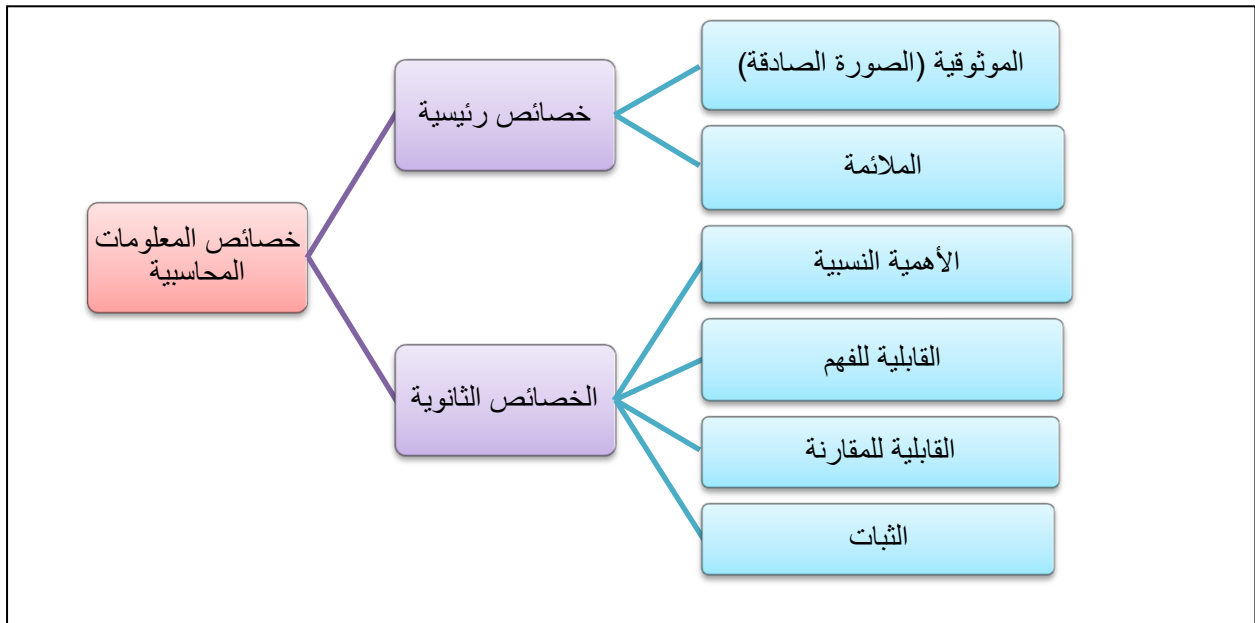 خصائص المعلومات
المحاسبية
خصائص رئيسية
الموثوقية (الصورة الصادقة)
الملائمة
الخصائص الثانوية
الأهمية النسبية
القابلية للفهم
القابلية للمقارنة
الثبات